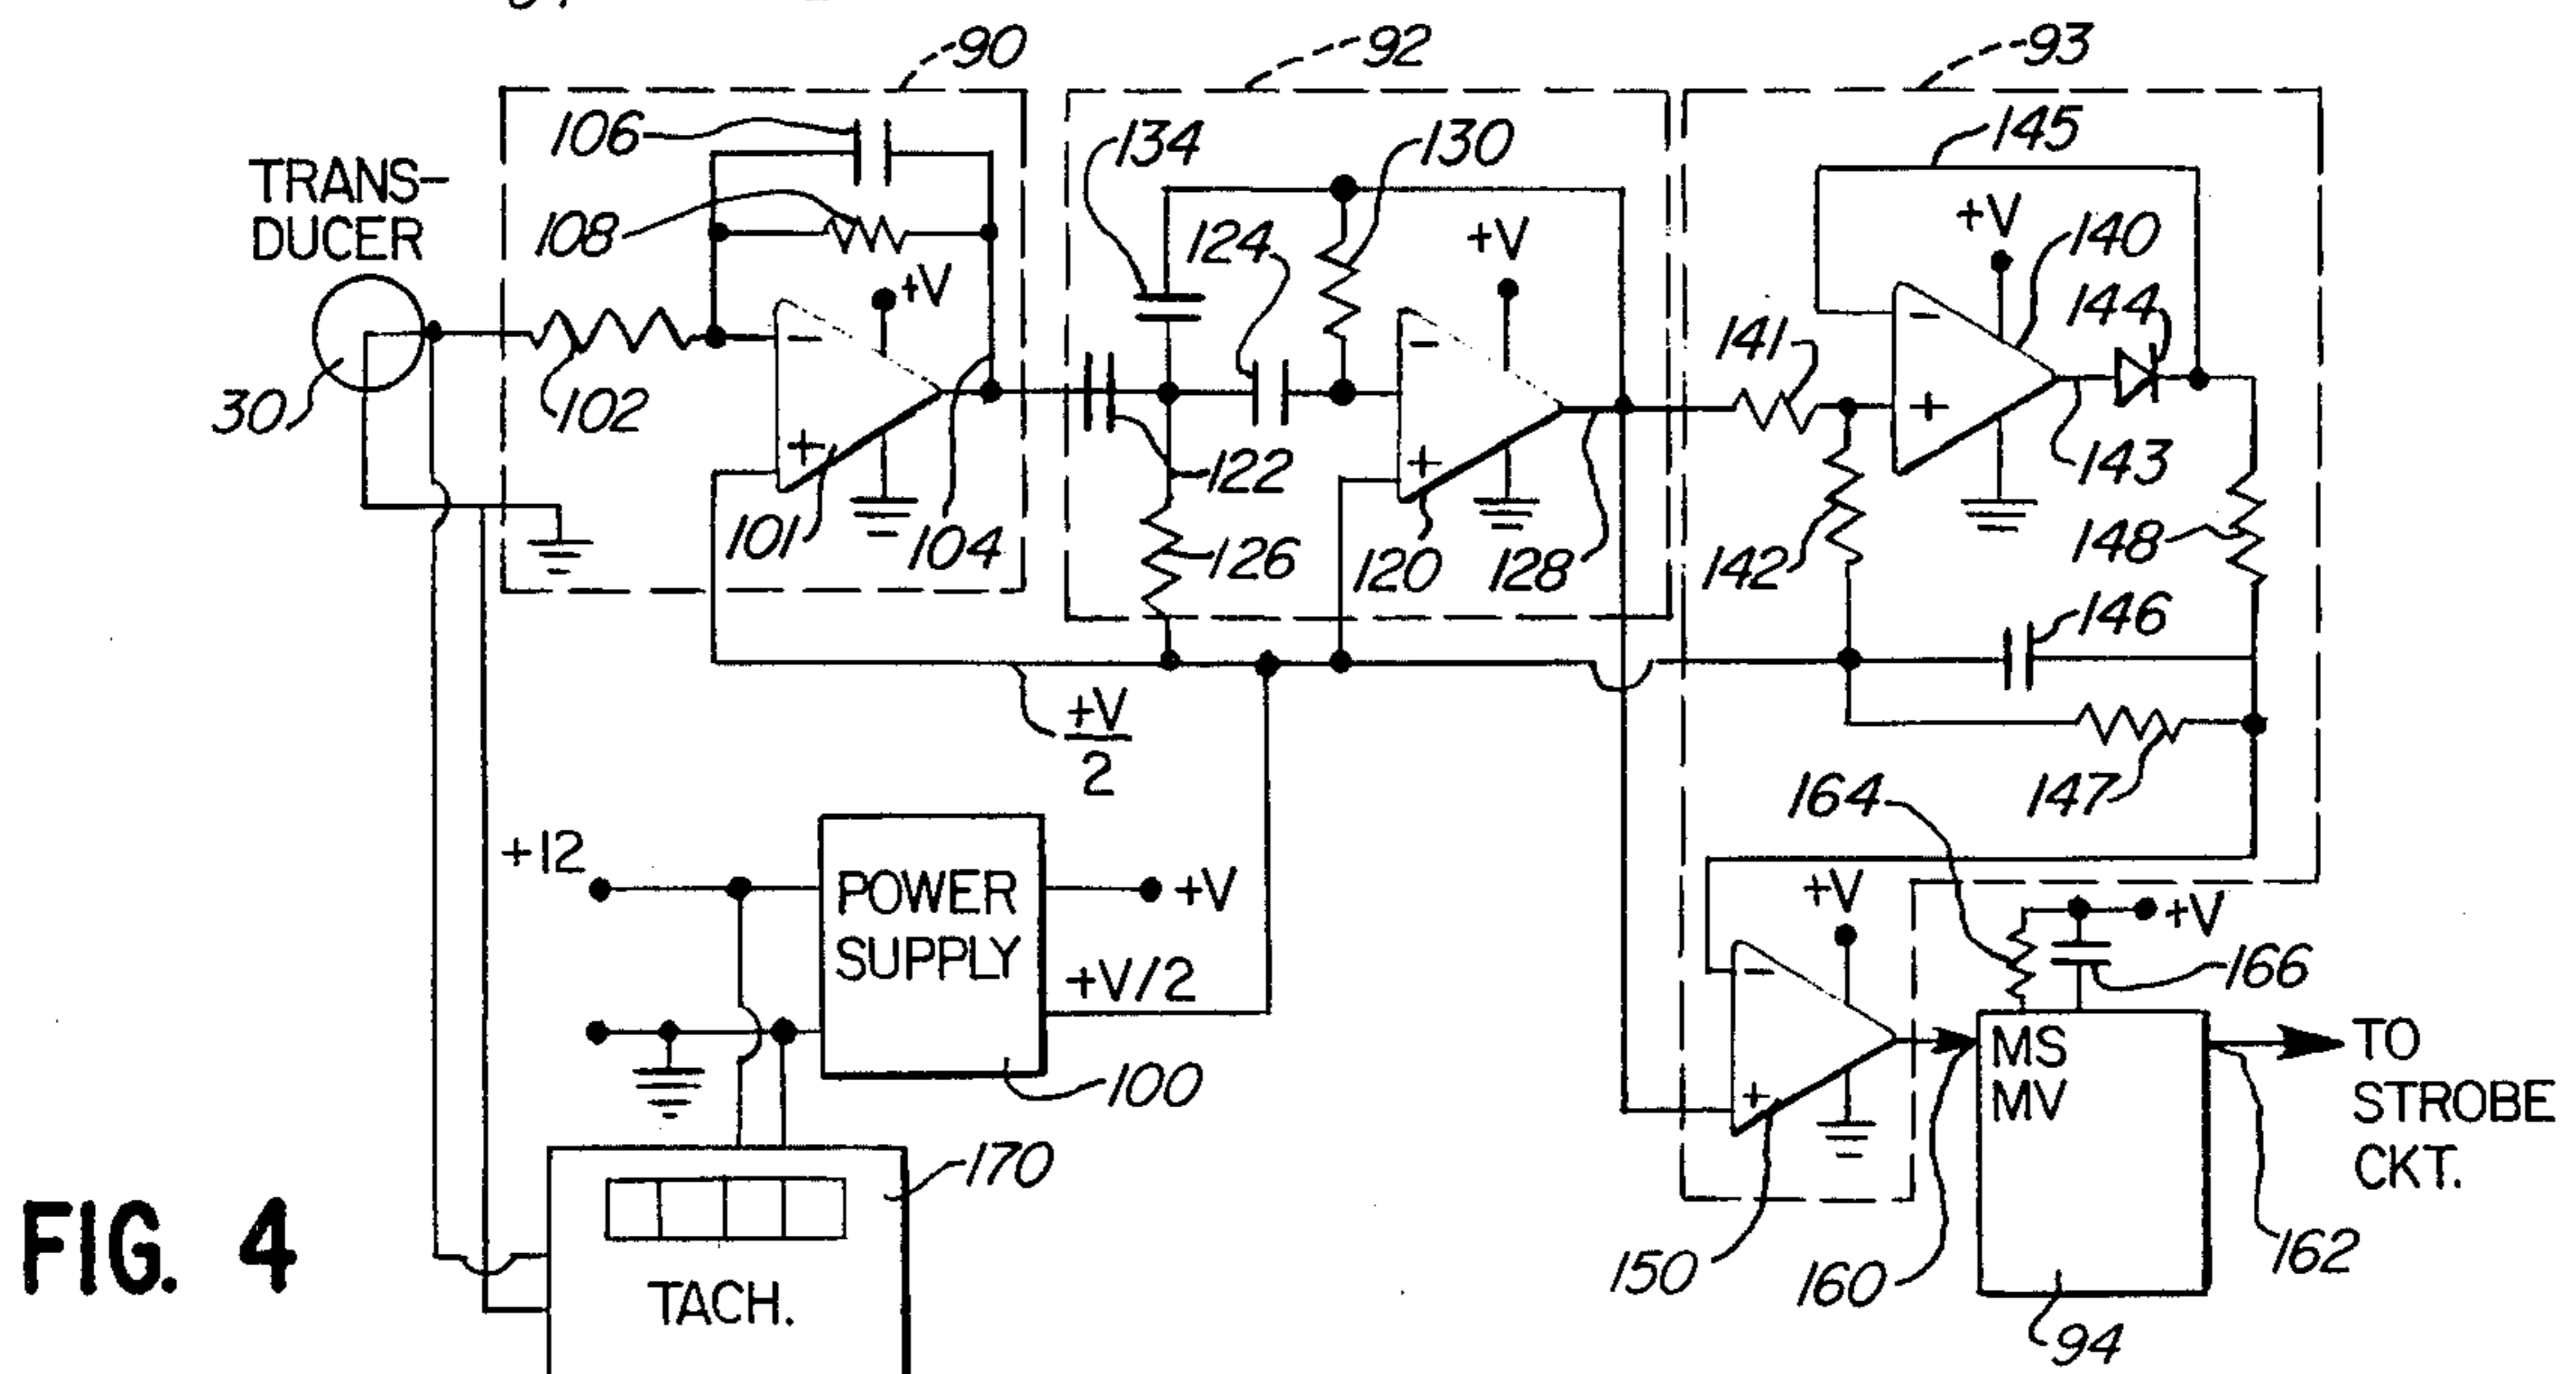 90
92
93
106
134
130
145
TRANS-
DUCER
108
124
+V
+V
140
+V
144
141
30
102
122
143
101
104
126
120
128
142
148
146
+V
2
147
164
+12
POWER
SUPPLY
+V
+V
+V
+V/2
166
100
MS
MV
TO
STROBE
CKT.
170
150
160
162
FIG. 4
TACH.
94